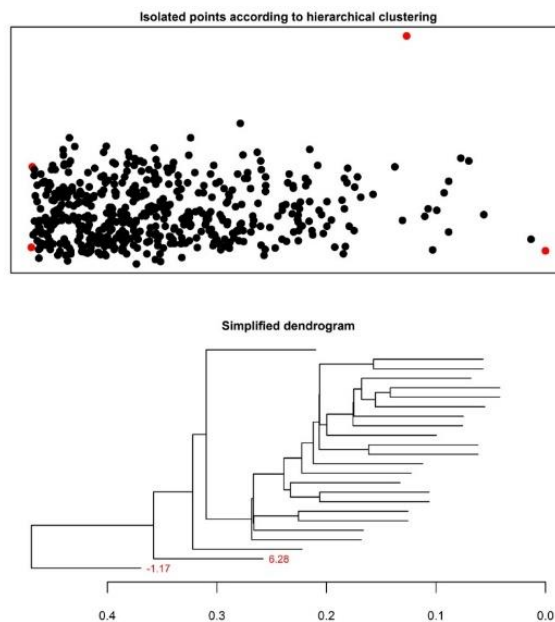 Isolated points according to hierarchical clustering
Simplified dendrogram
6.28
-1.17
0.4 0.3 0.2 0.1 0.0